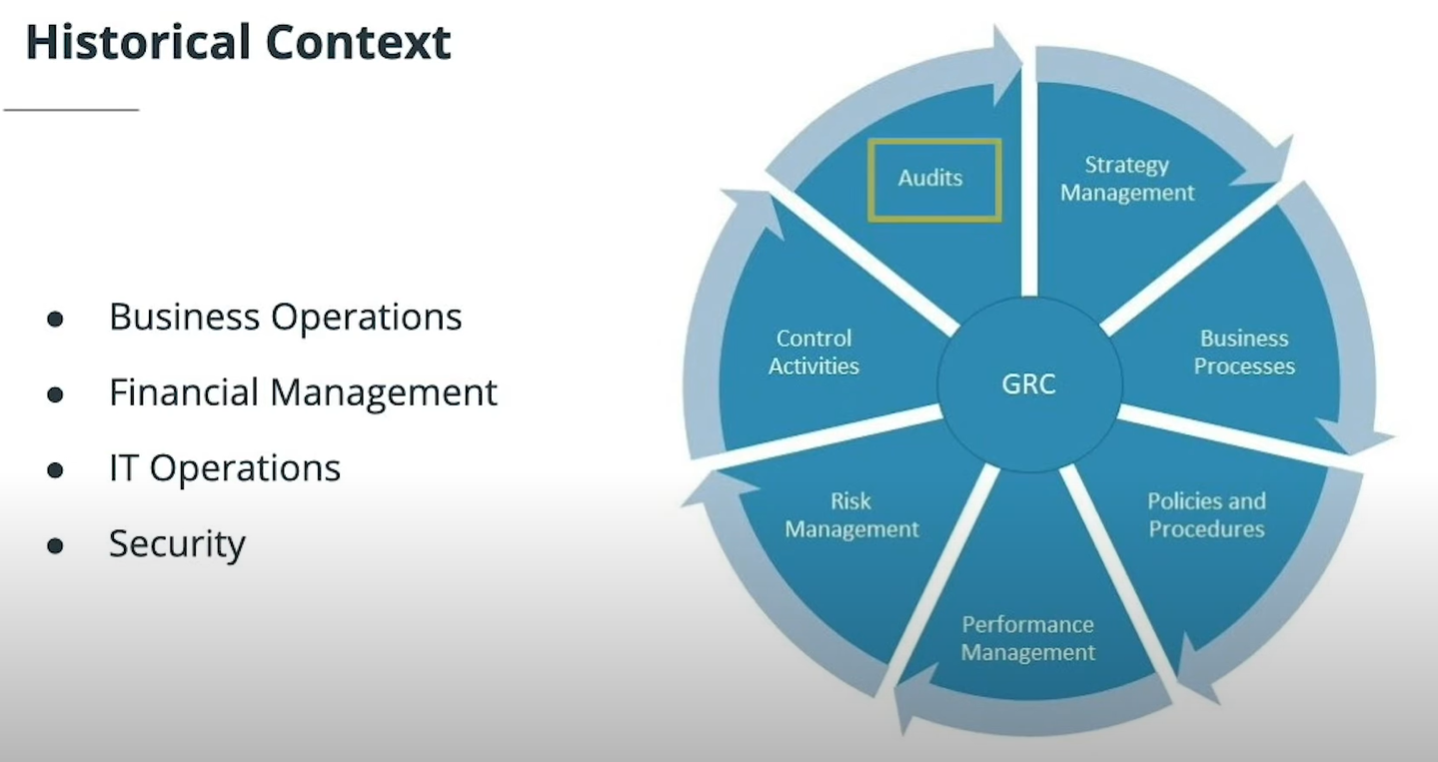 Historical Context
Business Operations
Financial Management
IT Operations
Security
Audits
Strategy
Management
Control
Activities
GRC
Business
Processes
Risk
Management
Policies and
Procedures
Performance
Management